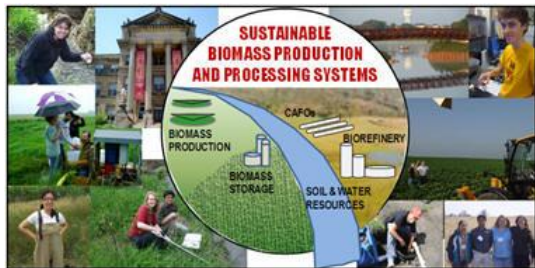 SUSTAINABLE
BIOMASS PRODUCTION
AND PROCESSING SYSTEMS
CAFOs
BIOMASS
PRODUCTION
BIOREFINERY
BIOMASS
STORAGE
SOIL & WATER
RESOURCES